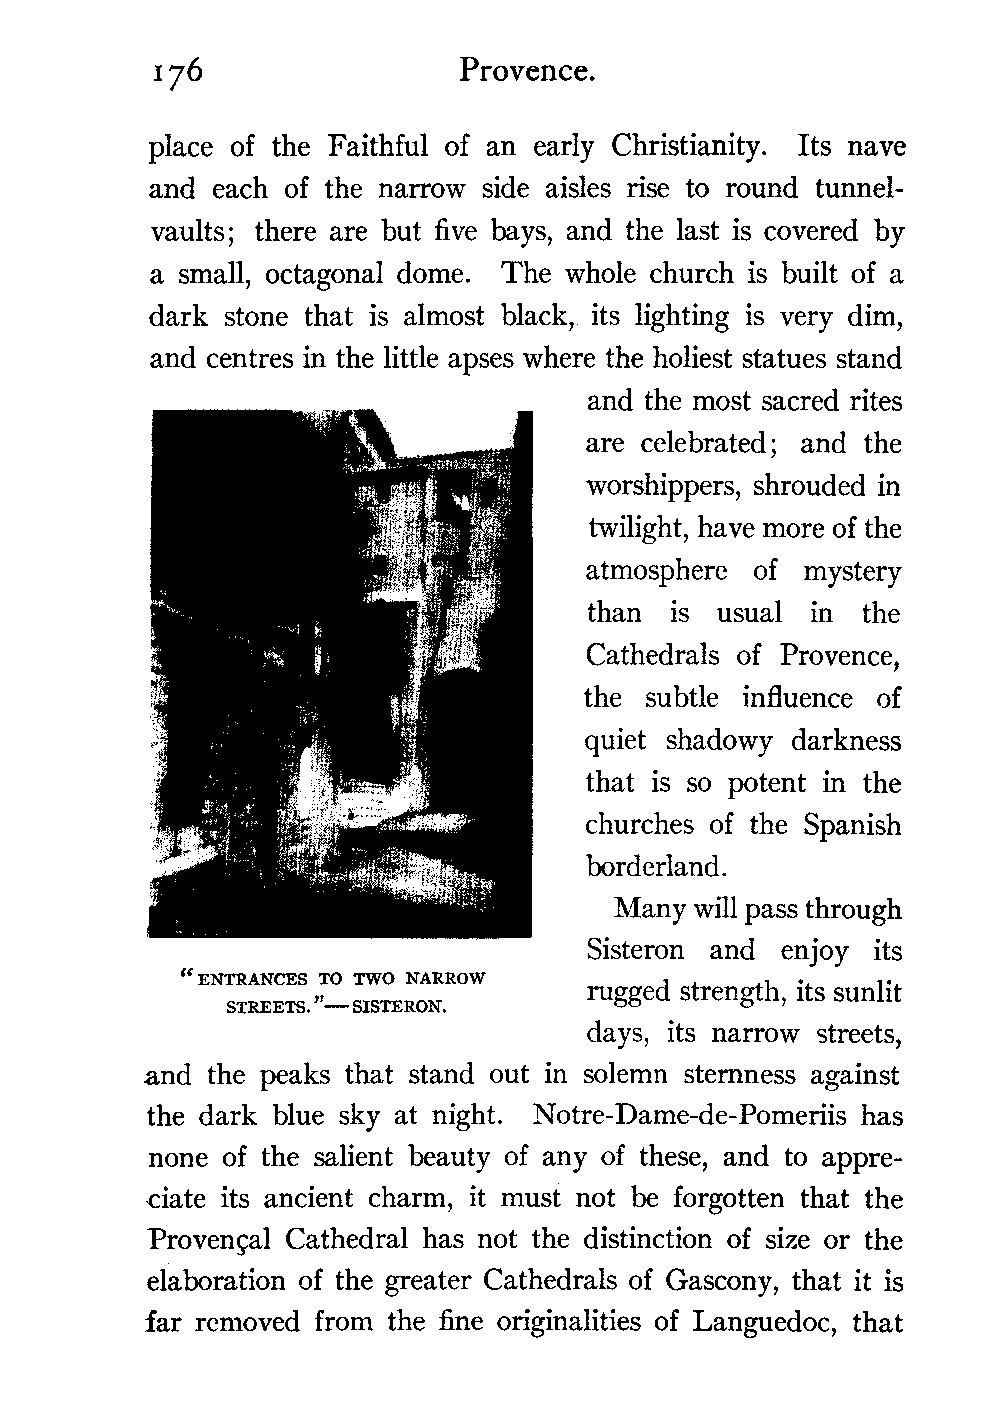 176 Provence.
place of the Faithful of an early Christianity. Its nave
and each of the narrow side aisles rise to round tunnel-
vaults; there are but five bays, and the last is covered by
a small, octagonal dome. The whole church is built of a
dark stone that is almost black, its lighting is very dim,
and centres in the little apses where the holiest statues stand
and the most sacred rites
are celebrated; and the
worshippers, shrouded in
twilight, have more of the
atmosphere of mystery
than is usual in the
Cathedrals of Provence,
the subtle influence of
quiet shadowy darkness
that is so potent in the
churches of the Spanish
borderland.
Many will pass through
Sisteron and enjoy its
rugged strength, its sunlit
days, its narrow streets,
"ENTRANCES TO TWO NARROW
STREETS."—SISTERON.
and the peaks that stand out in solemn sternness against
the dark blue sky at night. Notre-Dame-de-Pomeriis has
none of the salient beauty of any of these, and to appre-
ciate its ancient charm, it must not be forgotten that the
Provençal Cathedral has not the distinction of size or the
elaboration of the greater Cathedrals of Gascony, that it is
far removed from the fine originalities of Languedoc, that